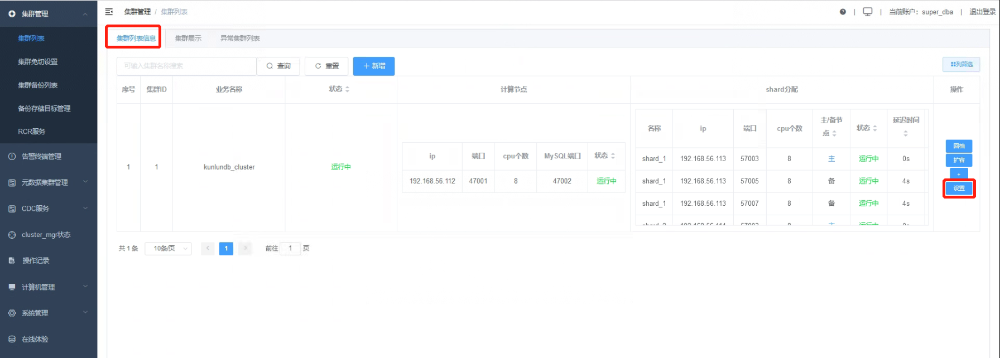 集群管理
集群列表
集群免切设置
集群备份列表
备份存储目标管理
RCR服务
告警终端管理
元数据集群管理
CDC服务
cluster_mgr状态
操作记录
计算机管理
系统管理
在线体验
集群管理 / 集群列表
| | 当前账户: super_dba | 退出登录
集群列表信息 集群展示 异常集群列表
可输入集群名称搜索 查询 重置 + 新增 列筛选
序号 集群ID 业务名称 状态 计算节点 shard分配 操作
1 1 kunlundb_cluster 运行中
ip 端口 cpu个数 MySQL端口 状态
192.168.56.112 47001 8 47002 运行中
名称 ip 端口 cpu个数 主/备节点 状态 延迟时间
shard_1 192.168.56.113 57003 8 主 运行中 0s
shard_1 192.168.56.113 57005 8 备 运行中 4s
shard_1 192.168.56.113 57007 8 备 运行中 4s
shard_2 192.168.56.114 57003 8 主 运行中 0s
回档
扩容
+
设置
共 1 条 10条/页 < 1 > 前往 1 页